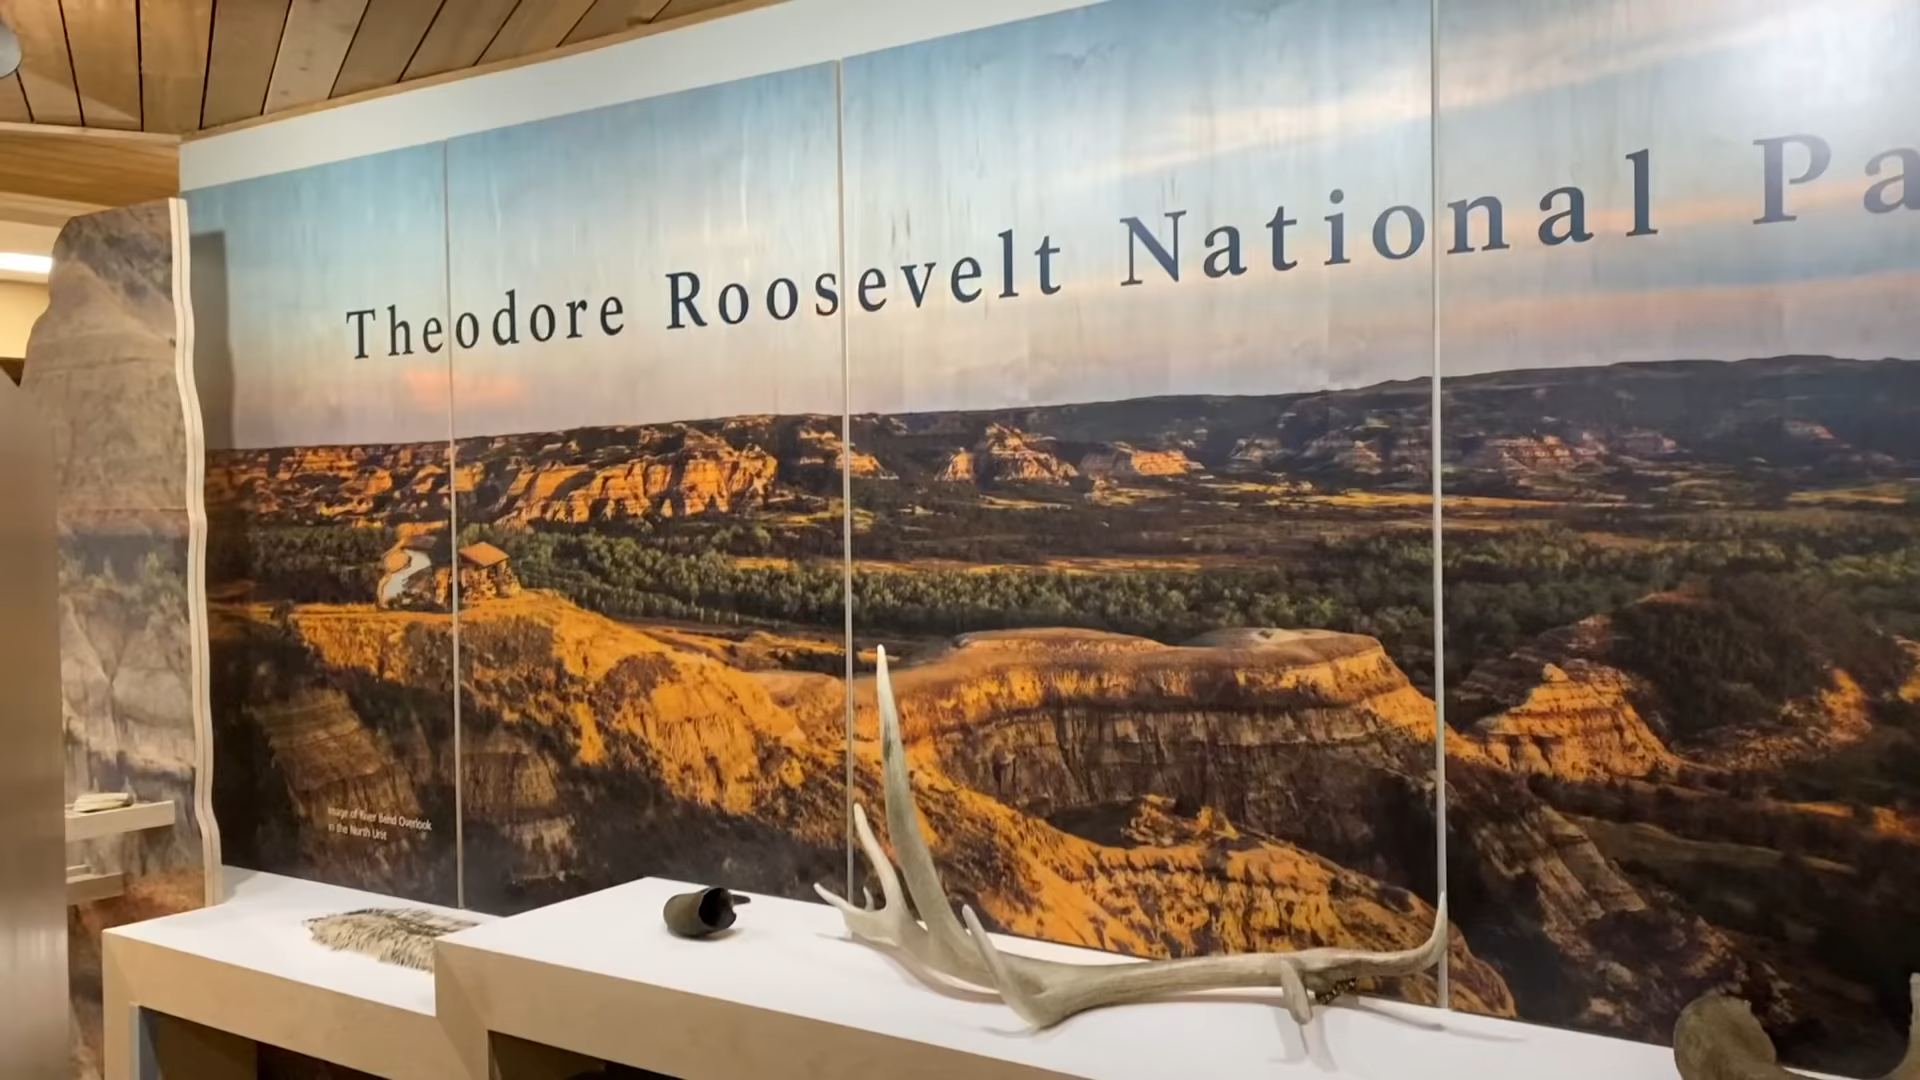 Theodore Roosevelt National Pa
Image of River Bend Overlook
in the North Unit